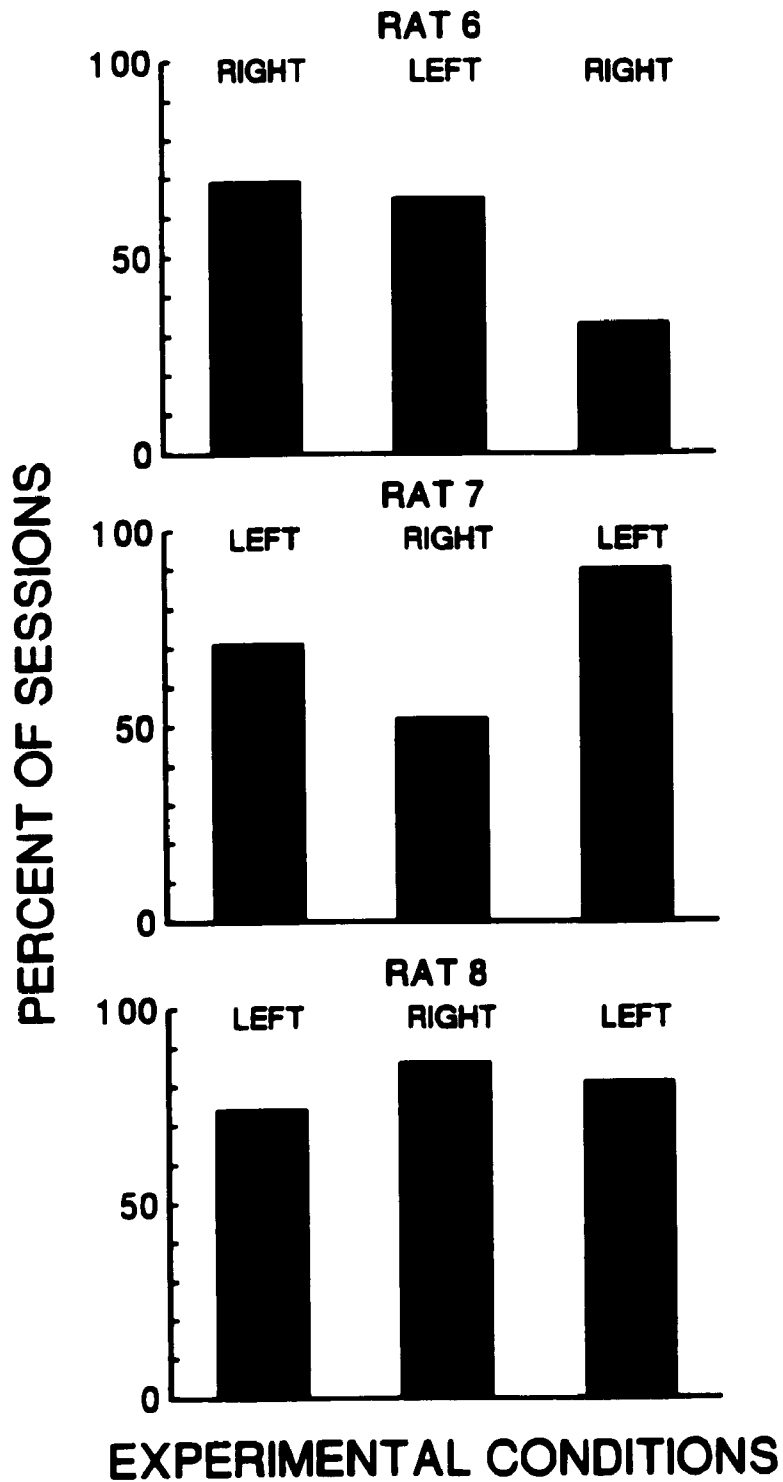 RAT 6
100
RIGHT LEFT RIGHT
50
0
RAT 7
100
LEFT RIGHT LEFT
50
0
RAT 8
100
LEFT RIGHT LEFT
50
0
PERCENT OF SESSIONS
EXPERIMENTAL CONDITIONS